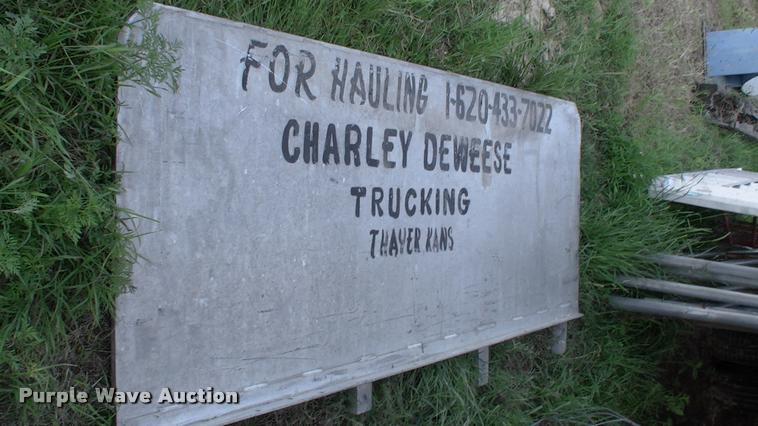 FOR HAULING 1-620-433-7022
CHARLEY DEWEESE
TRUCKING
THAYER KANS
Purple Wave Auction